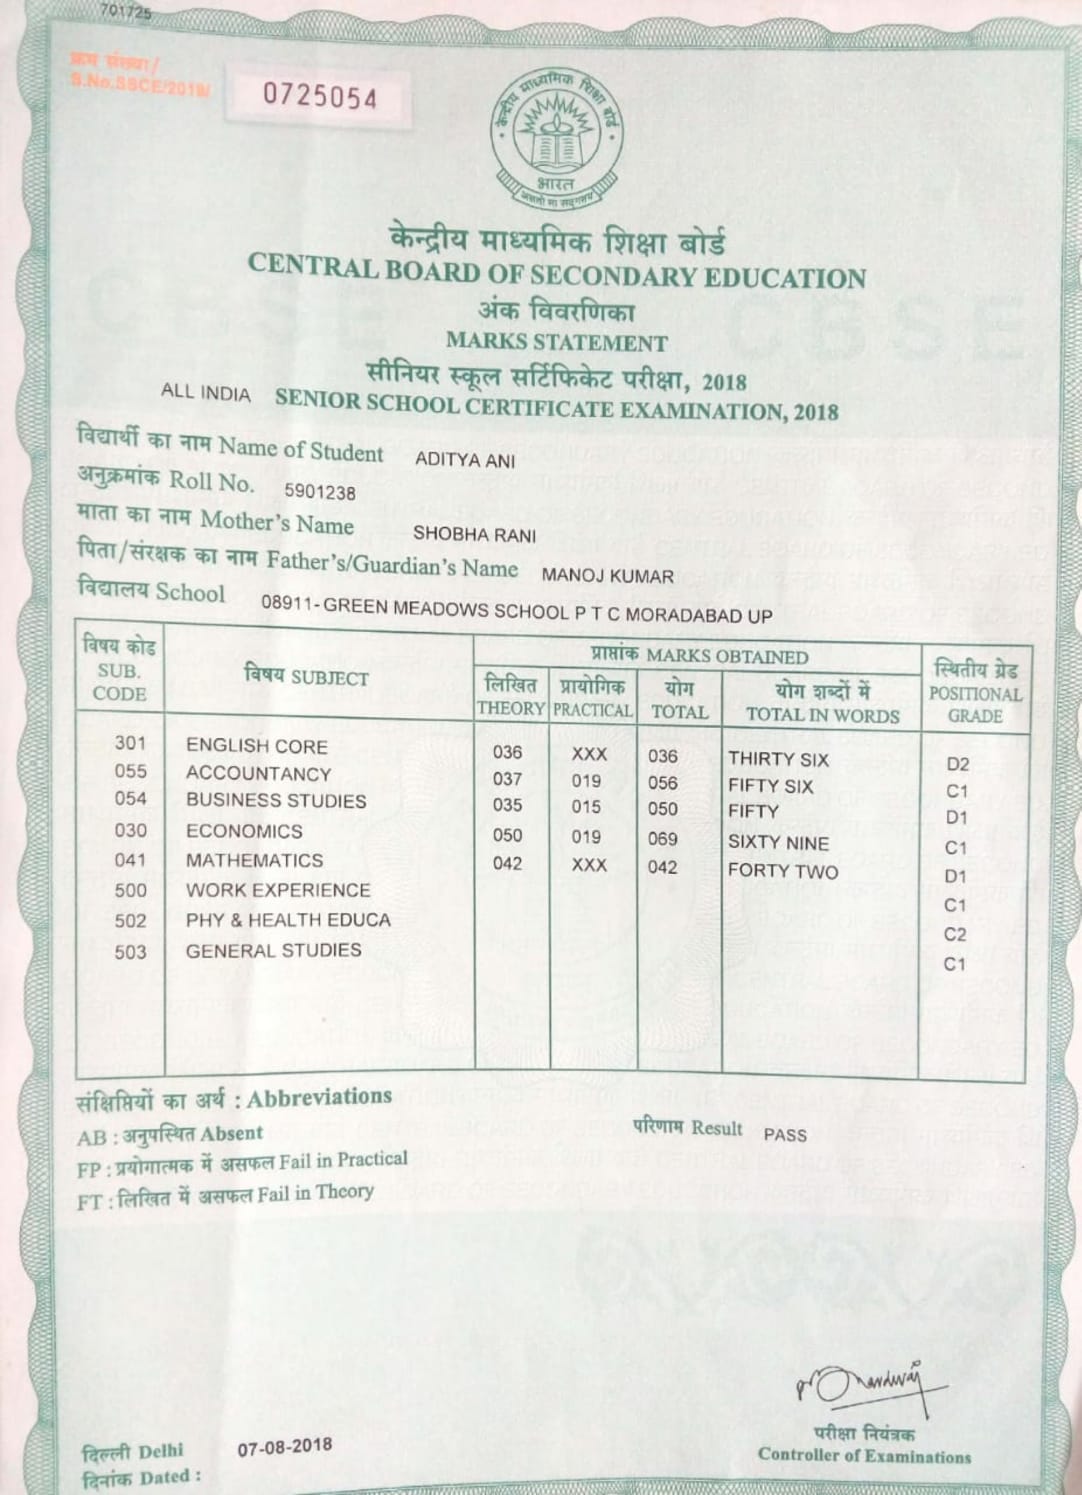 701725
क्रम संख्या/
S.No.SSCE/2018/
0725054
केन्द्रीय माध्यमिक शिक्षा बोर्ड
भारत
असतो मा सद्गमय
केन्द्रीय माध्यमिक शिक्षा बोर्ड
CENTRAL BOARD OF SECONDARY EDUCATION
अंक विवरणिका
MARKS STATEMENT
सीनियर स्कूल सर्टिफिकेट परीक्षा, 2018
ALL INDIA SENIOR SCHOOL CERTIFICATE EXAMINATION, 2018
विद्यार्थी का नाम Name of Student ADITYA ANI
अनुक्रमांक Roll No. 5901238
माता का नाम Mother's Name SHOBHA RANI
पिता/संरक्षक का नाम Father's/Guardian's Name MANOJ KUMAR
विद्यालय School 08911-GREEN MEADOWS SCHOOL P T C MORADABAD UP
विषय कोड SUB. CODE विषय SUBJECT प्राप्तांक MARKS OBTAINED स्थितीय ग्रेड POSITIONAL GRADE
लिखित THEORY प्रायोगिक PRACTICAL योग TOTAL योग शब्दों में TOTAL IN WORDS
301 ENGLISH CORE 036 XXX 036 THIRTY SIX D2
055 ACCOUNTANCY 037 019 056 FIFTY SIX C1
054 BUSINESS STUDIES 035 015 050 FIFTY D1
030 ECONOMICS 050 019 069 SIXTY NINE C1
041 MATHEMATICS 042 XXX 042 FORTY TWO D1
500 WORK EXPERIENCE C1
502 PHY & HEALTH EDUCA C2
503 GENERAL STUDIES C1
संक्षिप्तियों का अर्थ : Abbreviations
AB : अनुपस्थित Absent
परिणाम Result PASS
FP : प्रयोगात्मक में असफल Fail in Practical
FT : लिखित में असफल Fail in Theory
परीक्षा नियंत्रक
Controller of Examinations
दिल्ली Delhi
दिनांक Dated : 07-08-2018